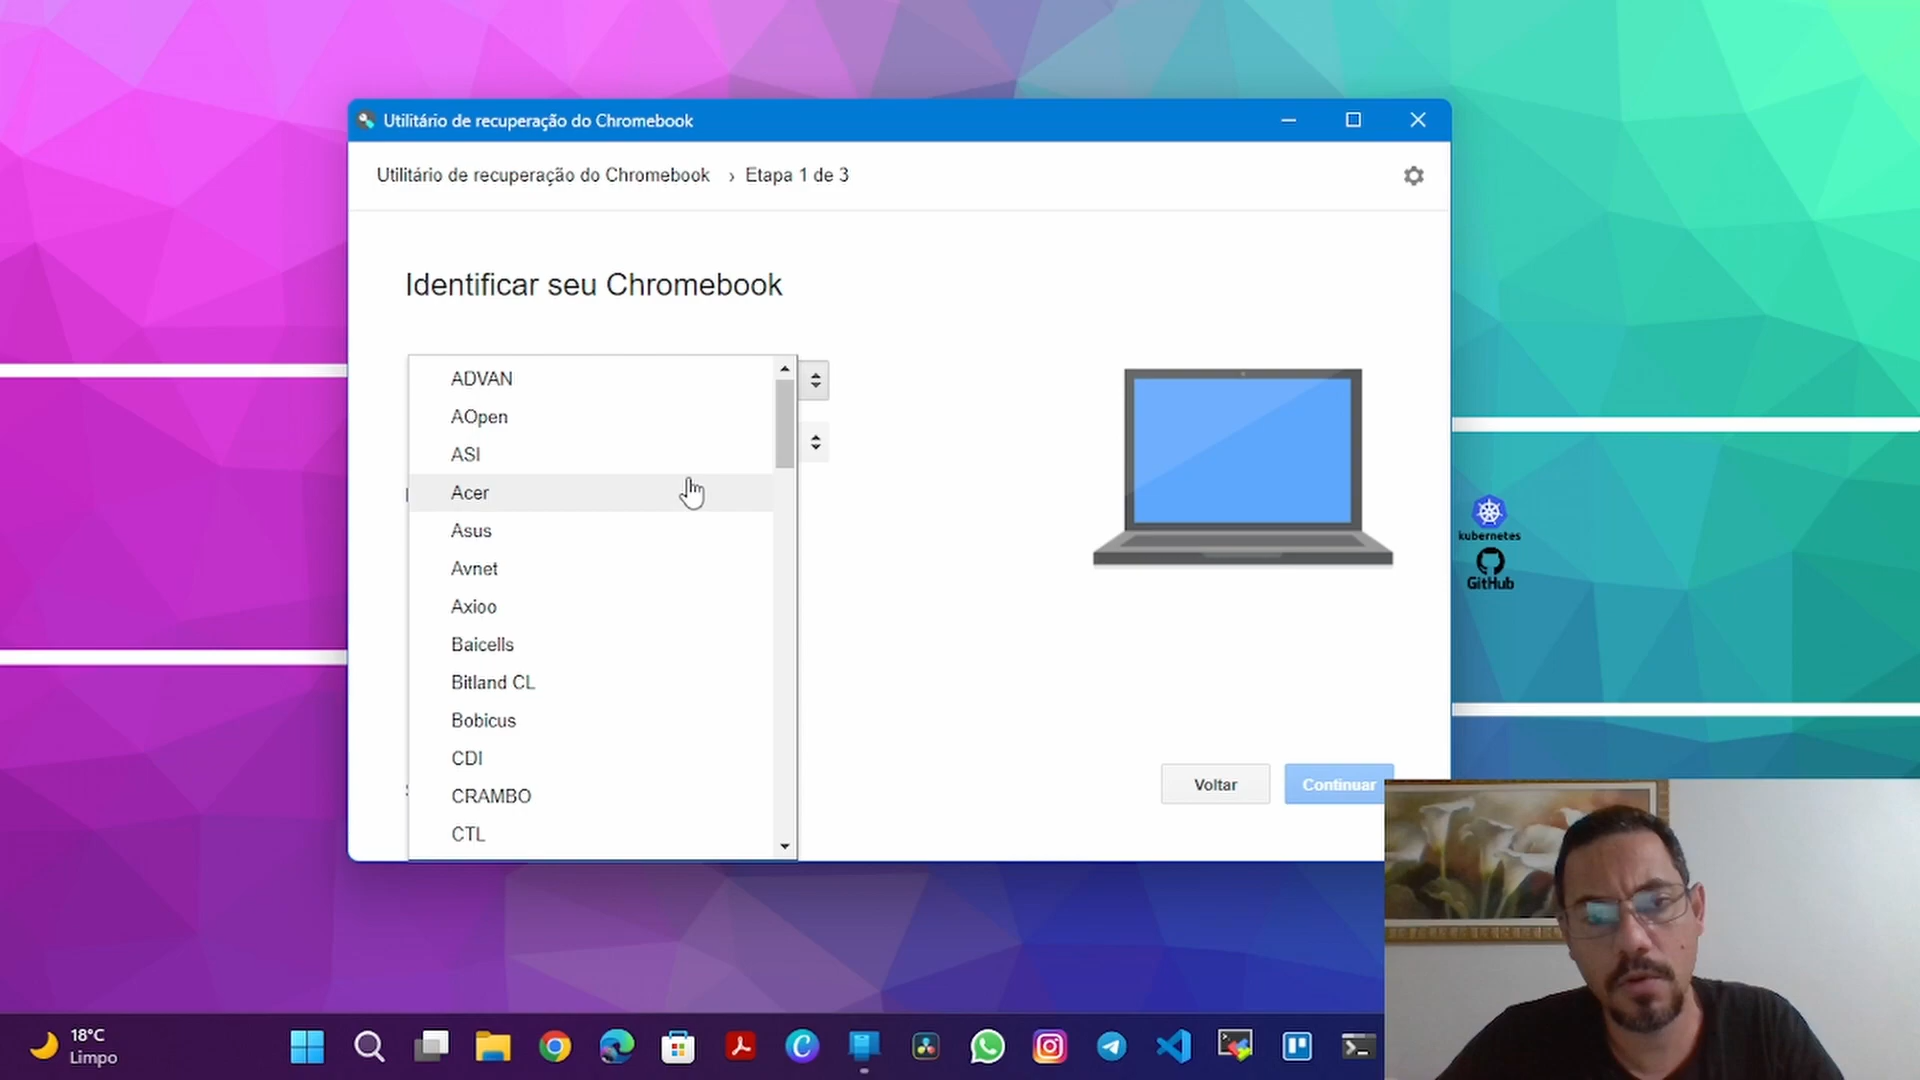 Utilitário de recuperação do Chromebook
Utilitário de recuperação do Chromebook › Etapa 1 de 3
Identificar seu Chromebook
ADVAN
AOpen
ASI
Acer
Asus
Avnet
Axioo
Baicells
Bitland CL
Bobicus
CDI
CRAMBO
CTL
kubernetes
GitHub
Voltar
Continuar
18°C
Limpo